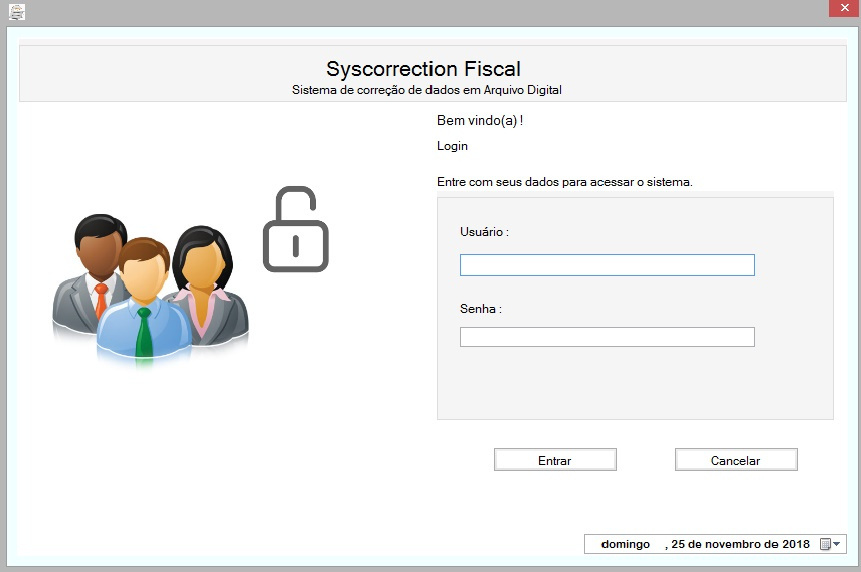 Syscorrection Fiscal
Sistema de correção de dados em Arquivo Digital
Bem vindo(a) !
Login
Entre com seus dados para acessar o sistema.
Usuário :
Senha :
Entrar
Cancelar
domingo , 25 de novembro de 2018